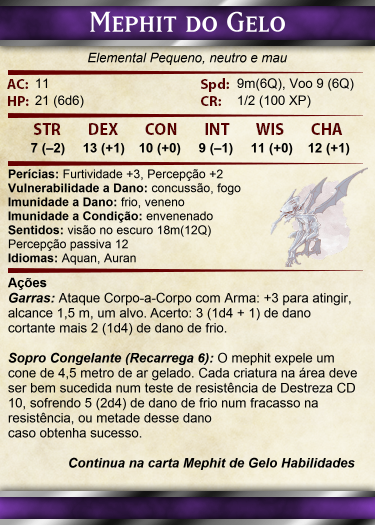 Mephit do Gelo
Elemental Pequeno, neutro e mau
AC: 11 Spd: 9m(6Q), Voo 9 (6Q)
HP: 21 (6d6) CR: 1/2 (100 XP)
STR DEX CON INT WIS CHA
7 (–2) 13 (+1) 10 (+0) 9 (–1) 11 (+0) 12 (+1)
Perícias: Furtividade +3, Percepção +2
Vulnerabilidade a Dano: concussão, fogo
Imunidade a Dano: frio, veneno
Imunidade a Condição: envenenado
Sentidos: visão no escuro 18m(12Q)
Percepção passiva 12
Idiomas: Aquan, Auran
Ações
Garras: Ataque Corpo-a-Corpo com Arma: +3 para atingir,
alcance 1,5 m, um alvo. Acerto: 3 (1d4 + 1) de dano
cortante mais 2 (1d4) de dano de frio.
Sopro Congelante (Recarrega 6): O mephit expele um
cone de 4,5 metro de ar gelado. Cada criatura na área deve
ser bem sucedida num teste de resistência de Destreza CD
10, sofrendo 5 (2d4) de dano de frio num fracasso na
resistência, ou metade desse dano
caso obtenha sucesso.
Continua na carta Mephit de Gelo Habilidades